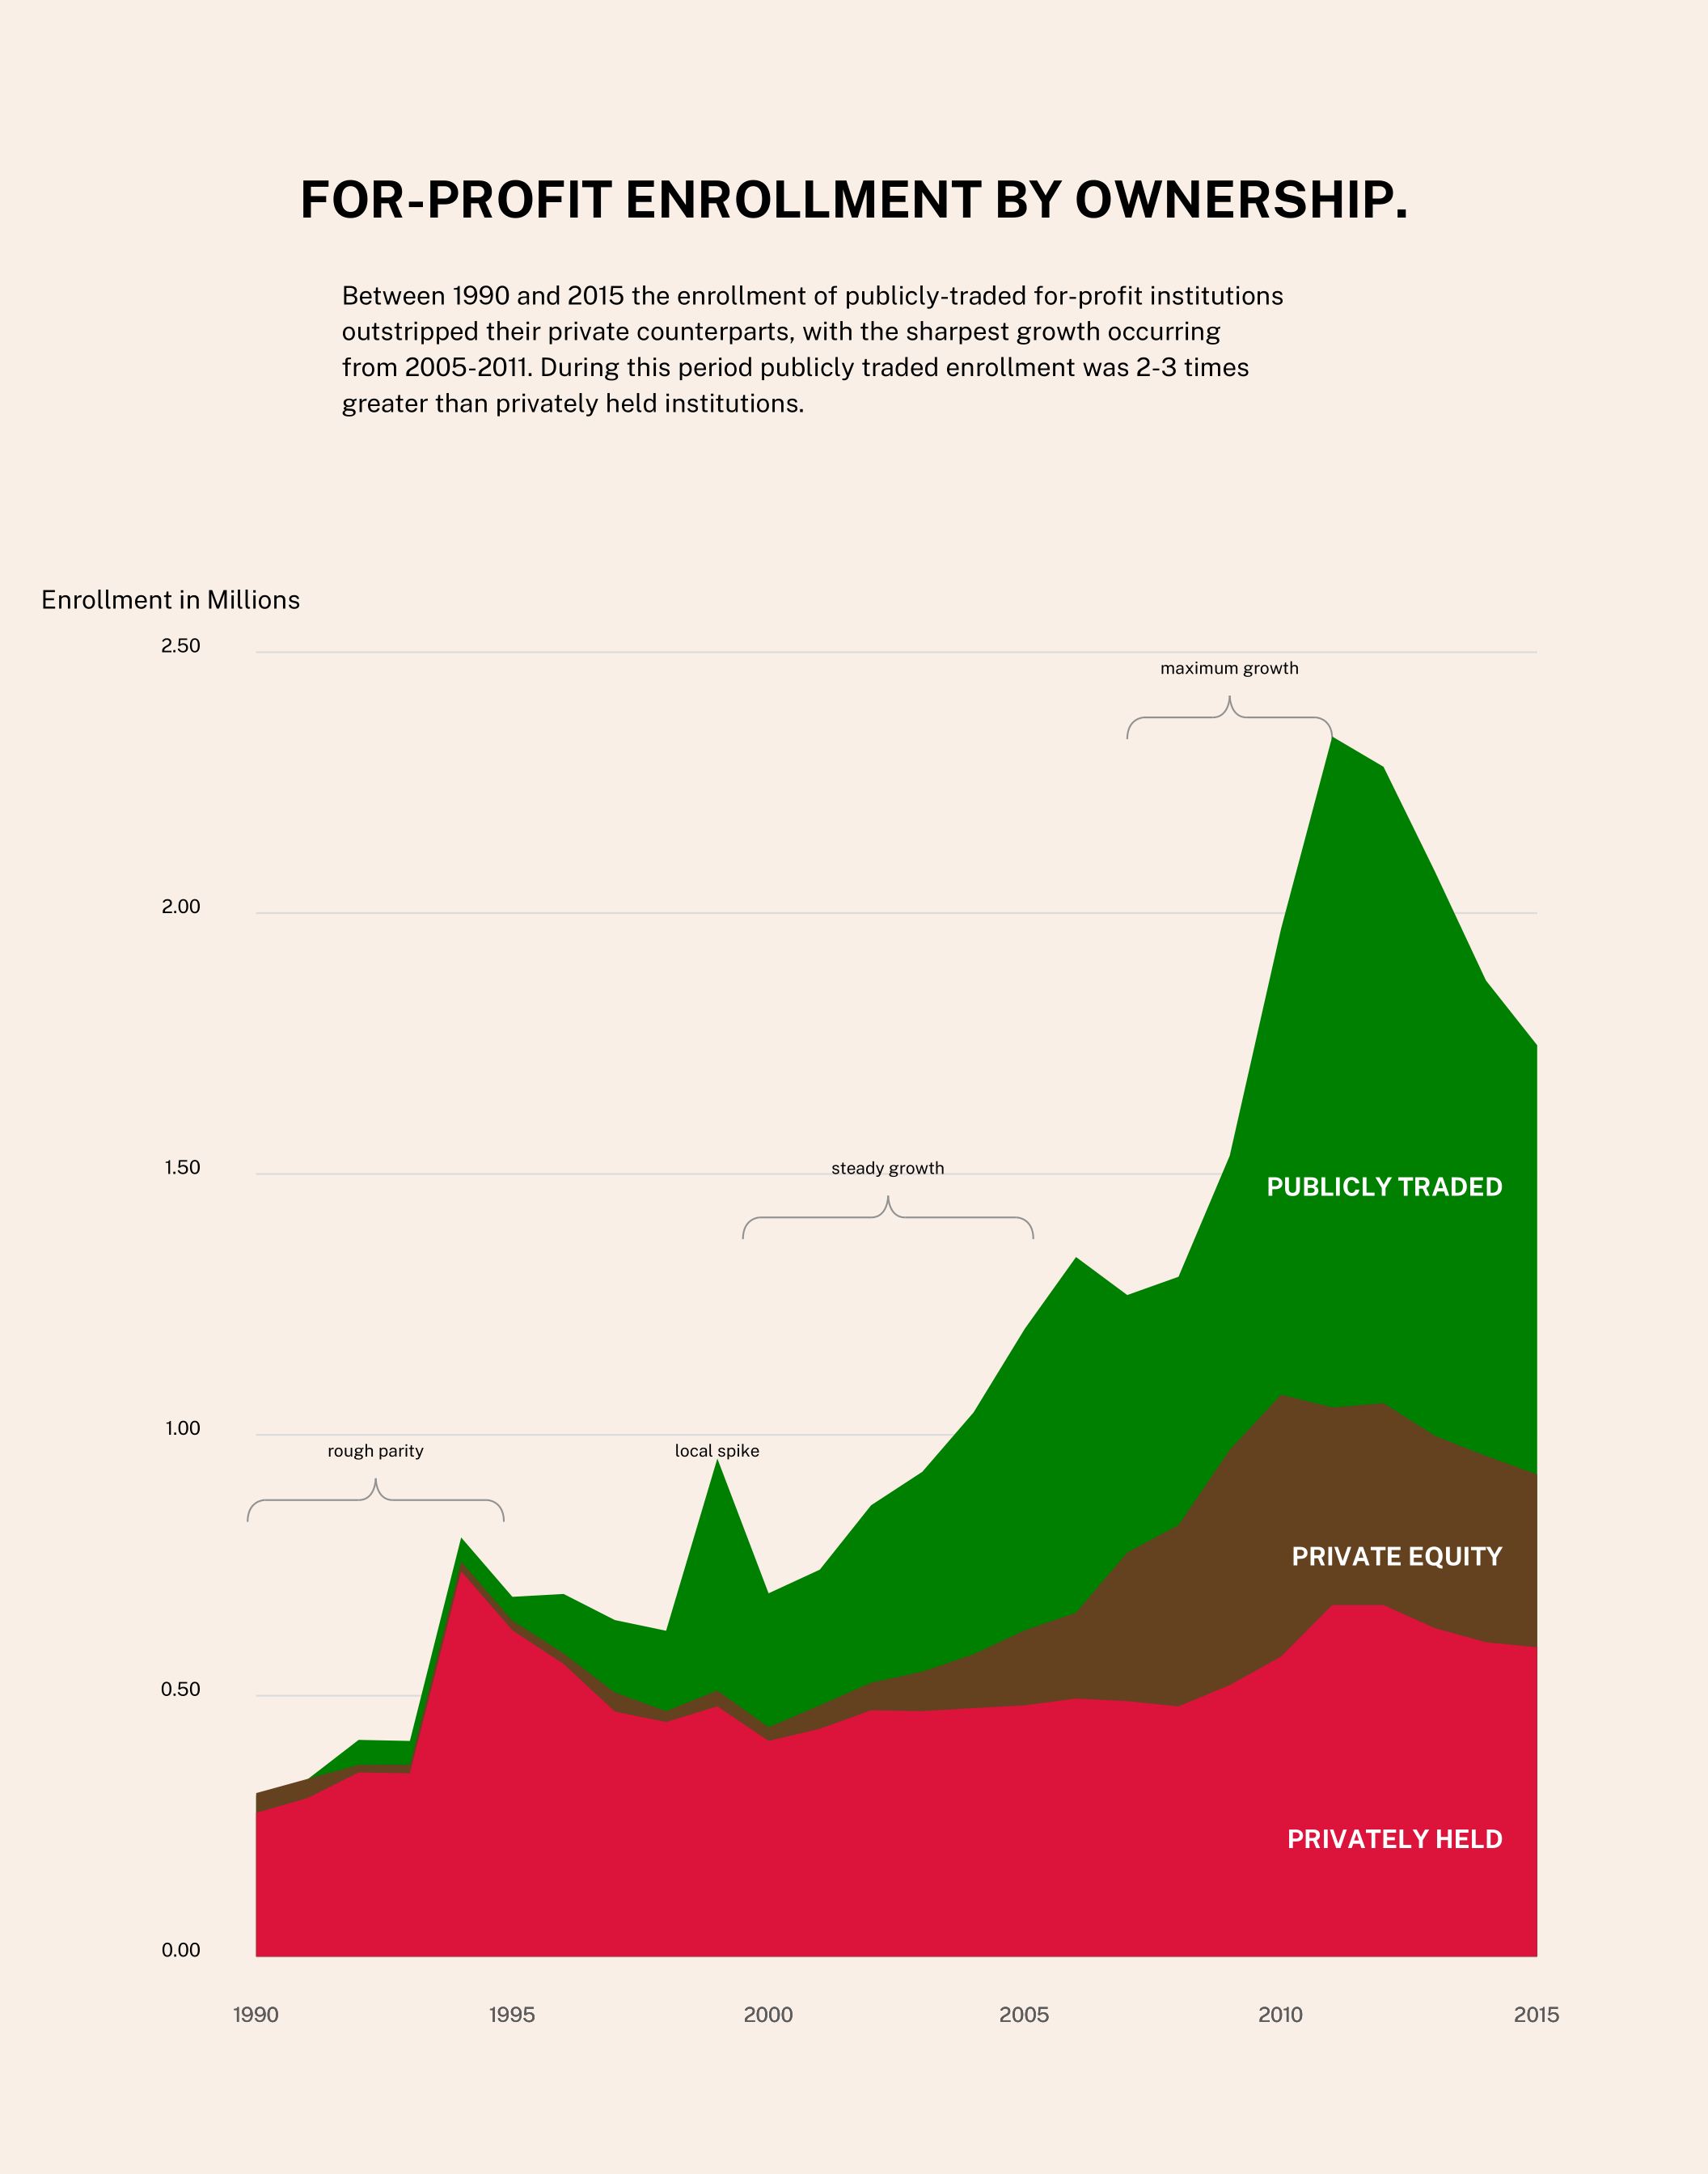 FOR-PROFIT ENROLLMENT BY OWNERSHIP.
Between 1990 and 2015 the enrollment of publicly-traded for-profit institutions
outstripped their private counterparts, with the sharpest growth occurring
from 2005-2011. During this period publicly traded enrollment was 2-3 times
greater than privately held institutions.
Enrollment in Millions
2.50
maximum growth
2.00
1.50
steady growth
PUBLICLY TRADED
1.00
rough parity
local spike
PRIVATE EQUITY
0.50
PRIVATELY HELD
0.00
1990
1995
2000
2005
2010
2015